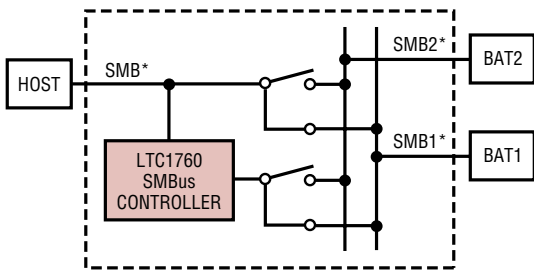 SMB2*
BAT2
HOST
SMB*
SMB1*
BAT1
LTC1760
SMBus
CONTROLLER